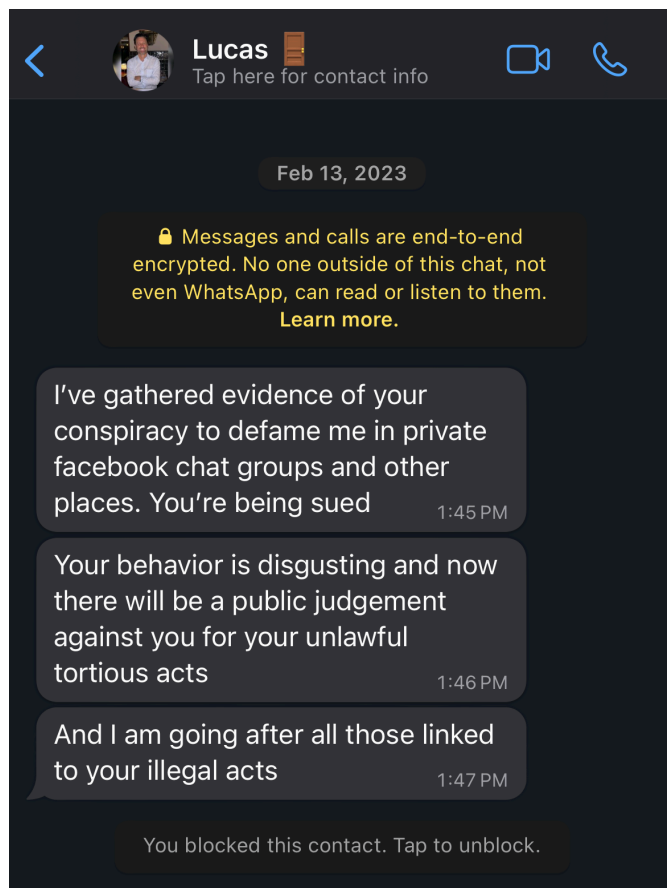 Lucas 🚪
Tap here for contact info
Feb 13, 2023
🔒 Messages and calls are end-to-end
encrypted. No one outside of this chat, not
even WhatsApp, can read or listen to them.
Learn more.
I’ve gathered evidence of your
conspiracy to defame me in private
facebook chat groups and other
places. You’re being sued
1:45 PM
Your behavior is disgusting and now
there will be a public judgement
against you for your unlawful
tortious acts
1:46 PM
And I am going after all those linked
to your illegal acts
1:47 PM
You blocked this contact. Tap to unblock.